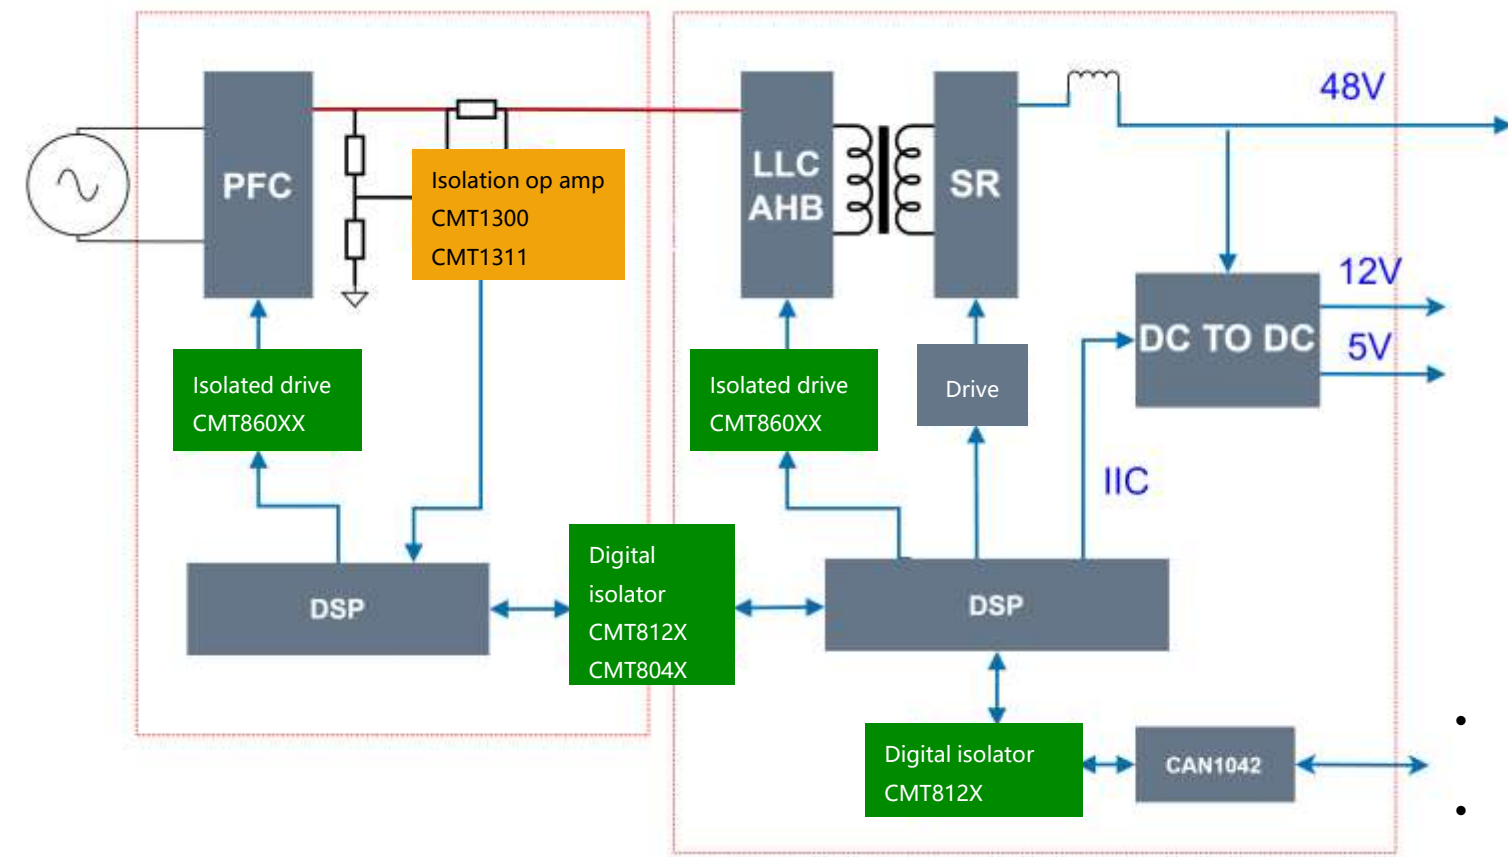 48V
PFC
Isolation op amp
CMT1300
CMT1311
LLC
AHB
SR
12V
5V
DC TO DC
Isolated drive
CMT860XX
Isolated drive
CMT860XX
Drive
IIC
DSP
Digital
isolator
CMT812X
CMT804X
DSP
Digital isolator
CMT812X
CAN1042